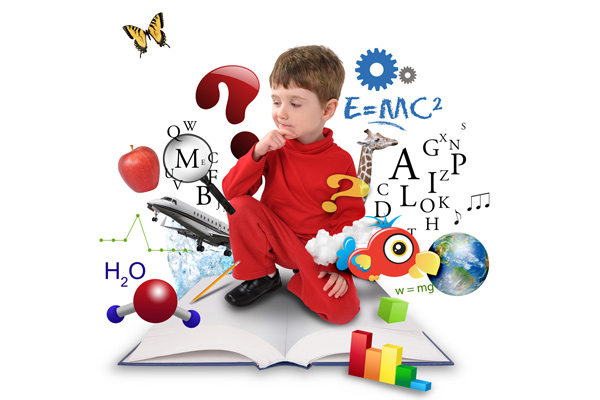 E=MC²
Q W
M E C
U V F
B J
G X N S
A Z P
C L I K
D O
T H
H₂O
w = mg